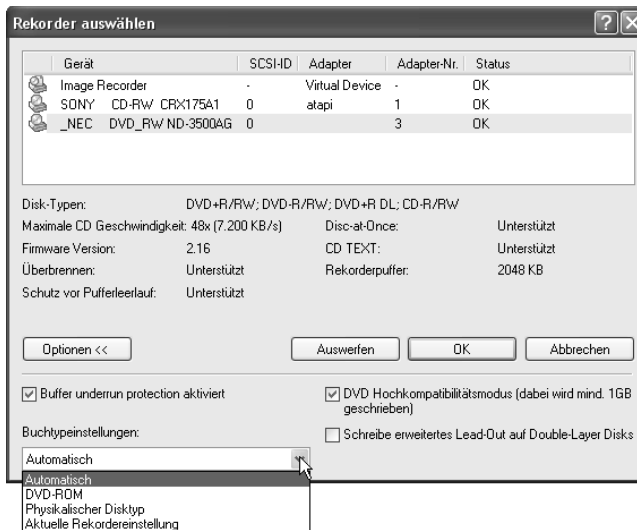 Rekorder auswählen
Gerät SCSI-ID Adapter Adapter-Nr. Status
Image Recorder - Virtual Device - OK
SONY CD-RW CRX175A1 0 atapi 1 OK
_NEC DVD_RW ND-3500AG 0 3 OK
Disk-Typen: DVD+R/RW; DVD-R/RW; DVD+R DL; CD-R/RW
Maximale CD Geschwindigkeit: 48x (7.200 KB/s) Disc-at-Once: Unterstützt
Firmware Version: 2.16 CD TEXT: Unterstützt
Überbrennen: Unterstützt Rekorderpuffer: 2048 KB
Schutz vor Pufferleerlauf: Unterstützt
Optionen << Auswerfen OK Abbrechen
Buffer underrun protection aktiviert
DVD Hochkompatibilitätsmodus (dabei wird mind. 1GB
geschrieben)
Buchtypeinstellungen:
Schreibe erweitertes Lead-Out auf Double-Layer Disks
Automatisch
Automatisch
DVD-ROM
Physikalischer Disktyp
Aktuelle Rekordereinstellung